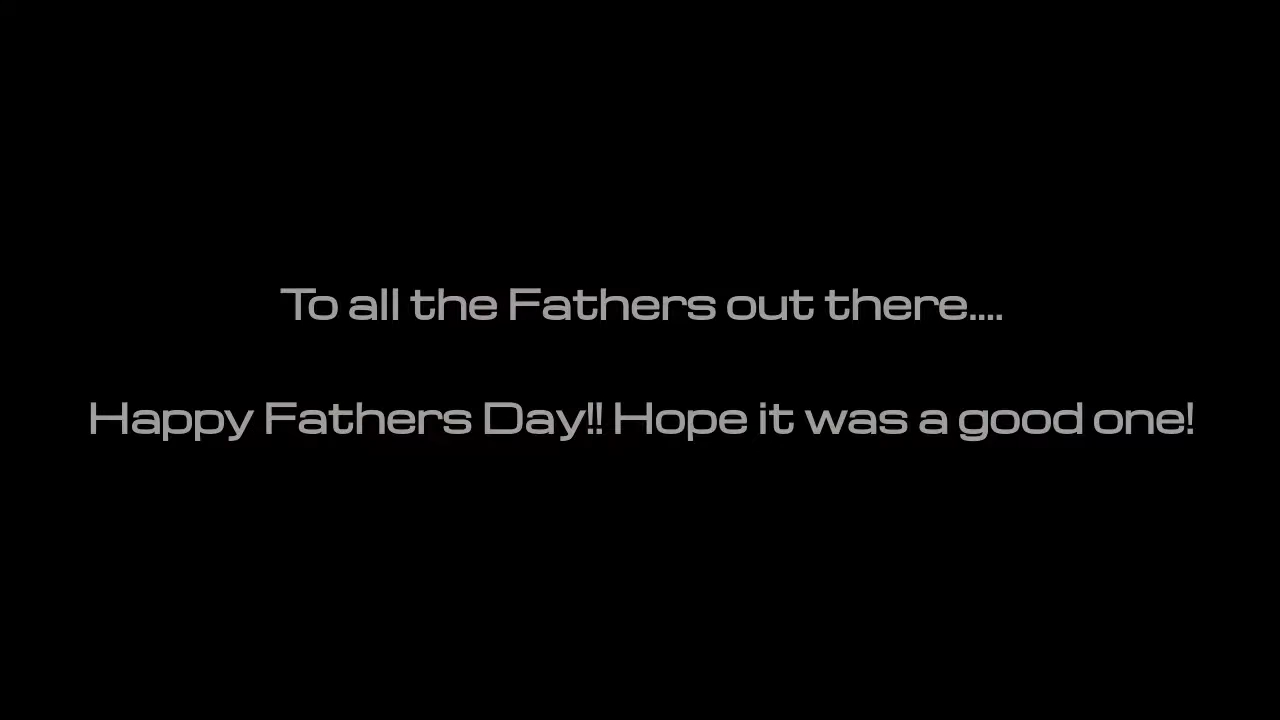 To all the Fathers out there....
Happy Fathers Day!! Hope it was a good one!